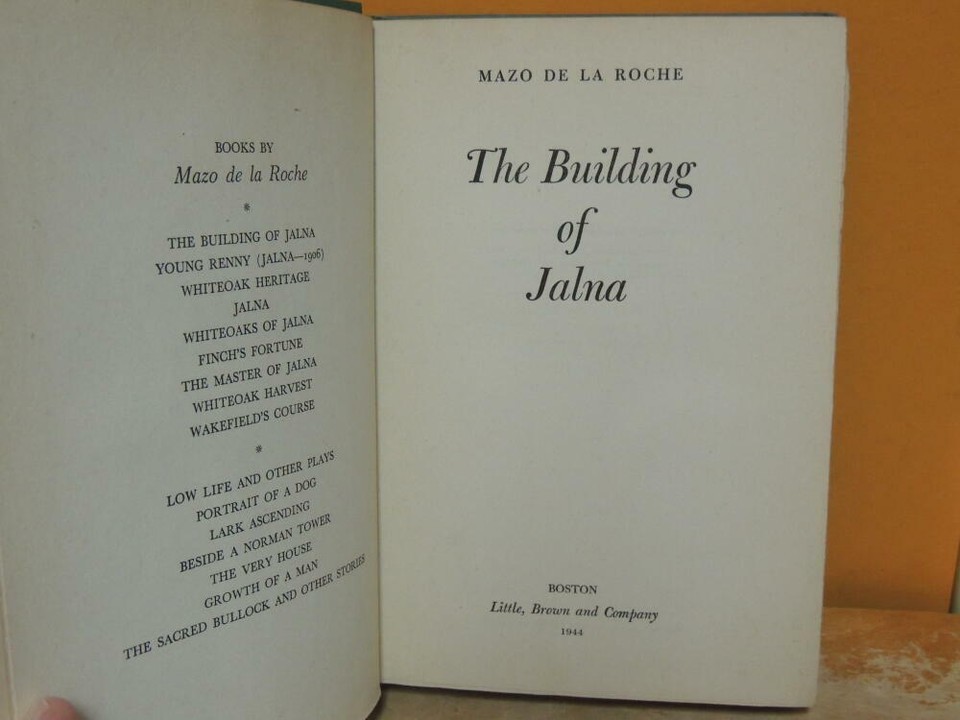 BOOKS BY
Mazo de la Roche
*
THE BUILDING OF JALNA
YOUNG RENNY (JALNA—1906)
WHITEOAK HERITAGE
JALNA
WHITEOAKS OF JALNA
FINCH'S FORTUNE
THE MASTER OF JALNA
WHITEOAK HARVEST
WAKEFIELD'S COURSE
*
LOW LIFE AND OTHER PLAYS
PORTRAIT OF A DOG
LARK ASCENDING
BESIDE A NORMAN TOWER
THE VERY HOUSE
GROWTH OF A MAN
THE SACRED BULLOCK AND OTHER STORIES
MAZO DE LA ROCHE
The Building
of
Jalna
BOSTON
Little, Brown and Company
1944